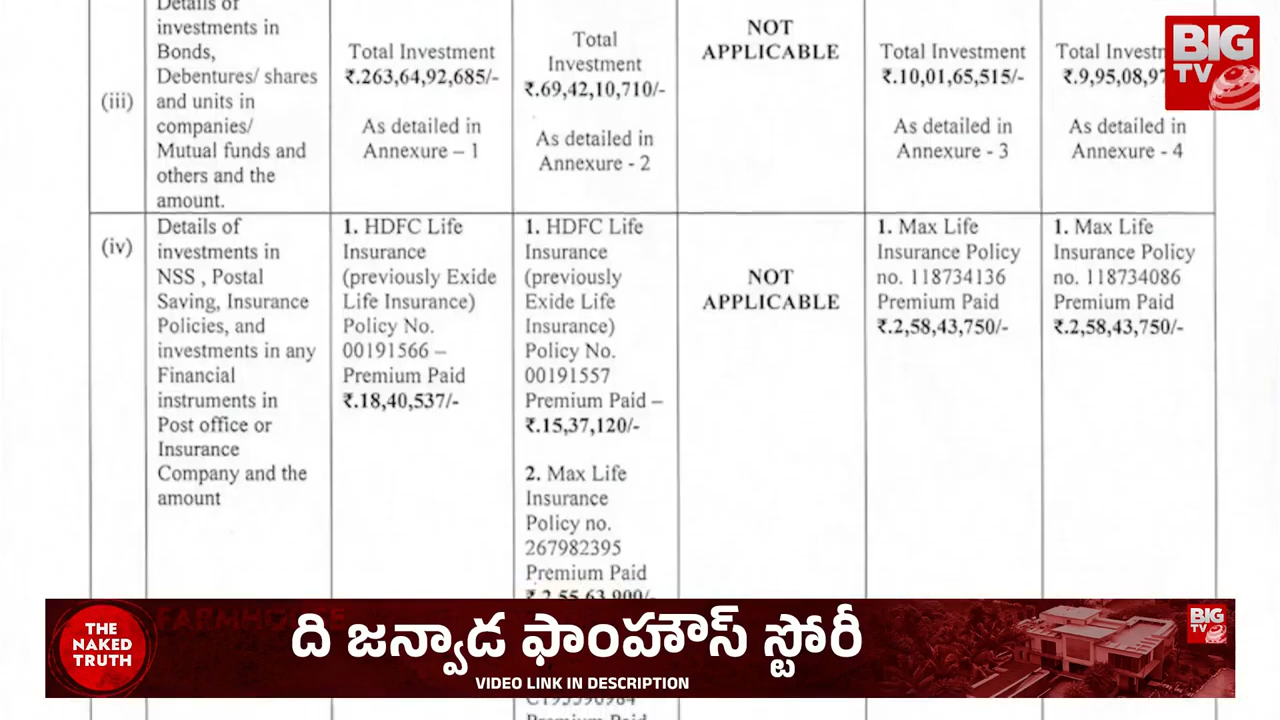 Details of
investments in
Bonds,
Debentures/ shares
and units in
companies/
Mutual funds and
others and the
amount.
(iii)
Total Investment
₹.263,64,92,685/-
As detailed in
Annexure – 1
Total
Investment
₹.69,42,10,710/-
As detailed in
Annexure - 2
NOT
APPLICABLE
Total Investment
₹.10,01,65,515/-
As detailed in
Annexure - 3
Total
As detailed in
Annexure - 4
BIG
TV
(iv)
Details of
investments in
NSS , Postal
Saving, Insurance
Policies, and
investments in any
Financial
instruments in
Post office or
Insurance
Company and the
amount
1. HDFC Life
Insurance
(previously Exide
Life Insurance)
Policy No.
00191566 –
Premium Paid
₹.18,40,537/-
1. HDFC Life
Insurance
(previously
Exide Life
Insurance)
Policy No.
00191557
Premium Paid –
₹.15,37,120/-
2. Max Life
Insurance
Policy no.
267982395
Premium Paid
NOT
APPLICABLE
1. Max Life
Insurance Policy
no. 118734136
Premium Paid
₹.2,58,43,750/-
1. Max Life
Insurance Policy
no. 118734086
Premium Paid
₹.2,58,43,750/-
THE
NAKED
TRUTH
ది జన్వాడ ఫాంహౌస్ స్టోరీ
VIDEO LINK IN DESCRIPTION
BIG
TV
Premium Paid